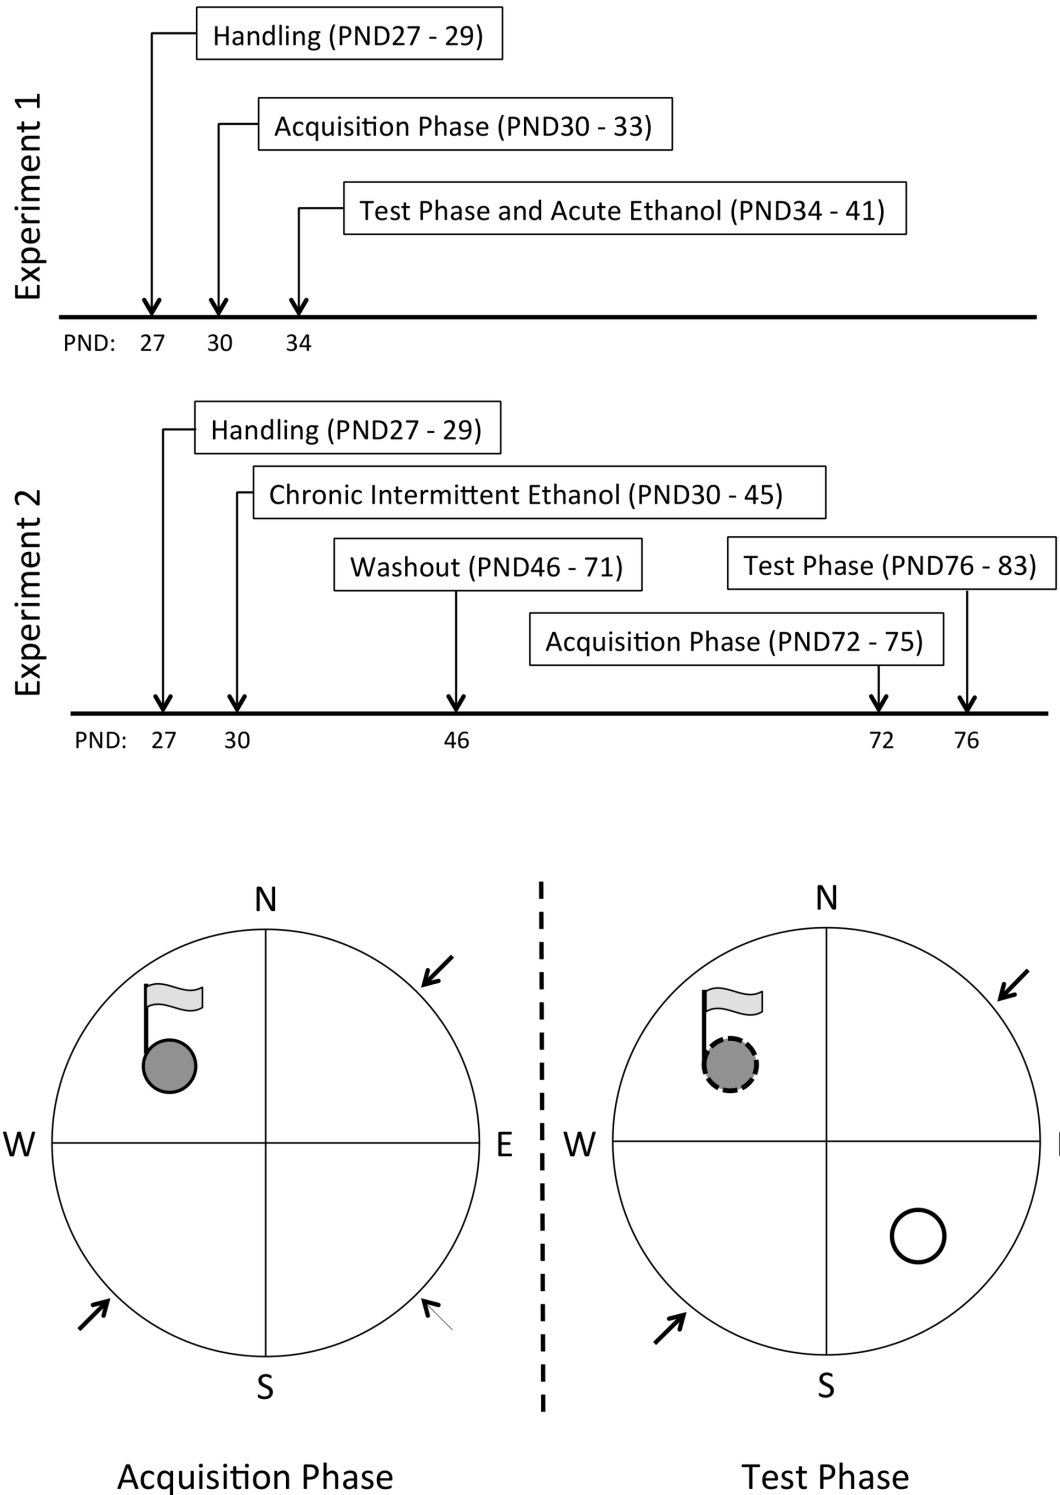 Experiment 1
Handling (PND27 - 29)
Acquisition Phase (PND30 - 33)
Test Phase and Acute Ethanol (PND34 - 41)
PND: 27 30 34
Experiment 2
Handling (PND27 - 29)
Chronic Intermittent Ethanol (PND30 - 45)
Washout (PND46 - 71)
Test Phase (PND76 - 83)
Acquisition Phase (PND72 - 75)
PND: 27 30 46 72 76
N
W
E
S
Acquisition Phase
N
W
S
Test Phase